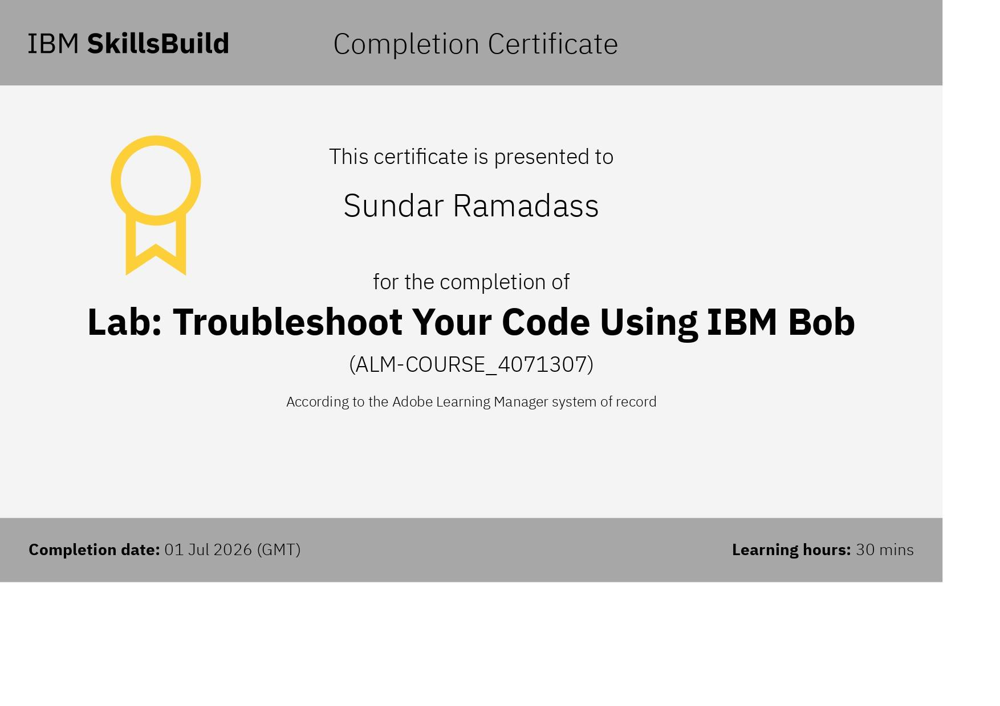 IBM SkillsBuild
Completion Certificate
This certificate is presented to
Sundar Ramadass
for the completion of
Lab: Troubleshoot Your Code Using IBM Bob
(ALM-COURSE_4071307)
According to the Adobe Learning Manager system of record
Completion date: 01 Jul 2026 (GMT)
Learning hours: 30 mins